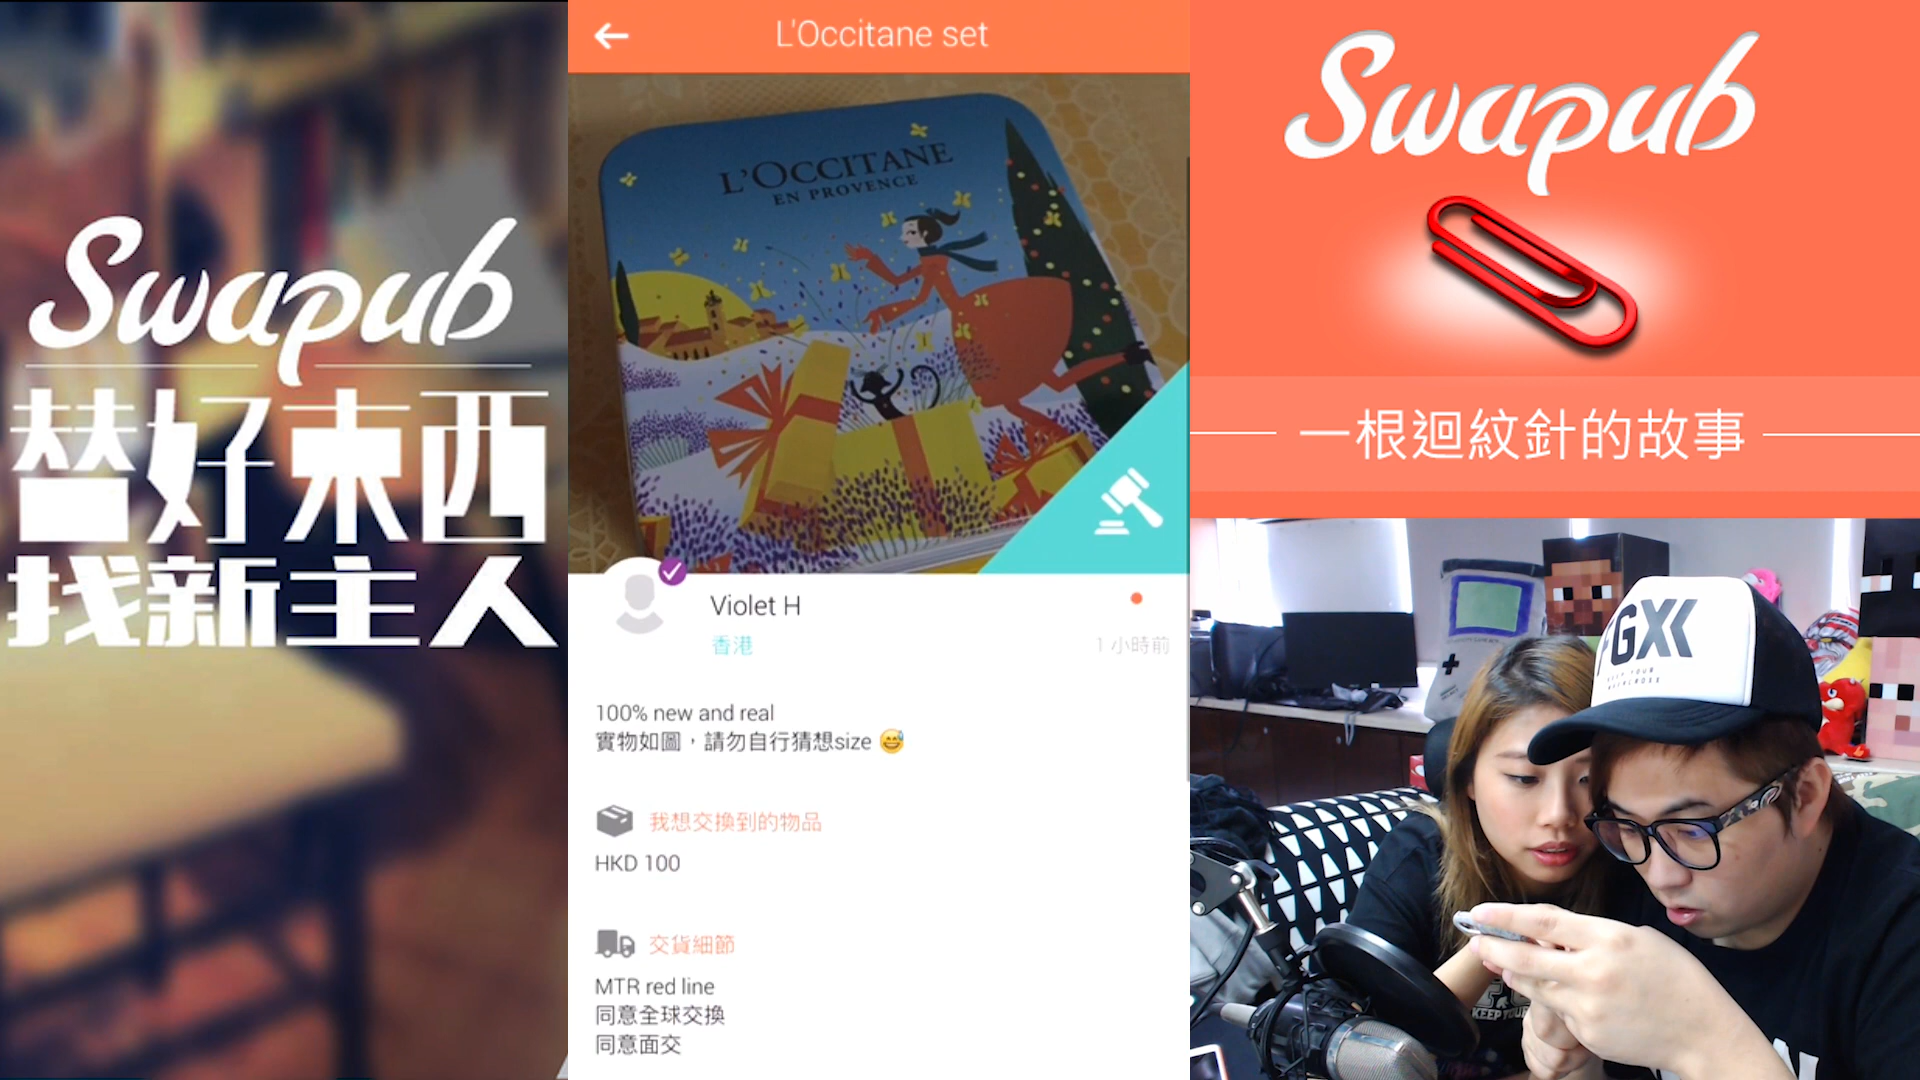 Swapub
替好東西
找新主人
L'Occitane set
L'OCCITANE
EN PROVENCE
Violet H
香港
1 小時前
100% new and real
實物如圖，請勿自行猜想size 😅
我想交換到的物品
HKD 100
交貨細節
MTR red line
同意全球交換
同意面交
Swapub
一根迴紋針的故事
FGX
KEEP YOUR